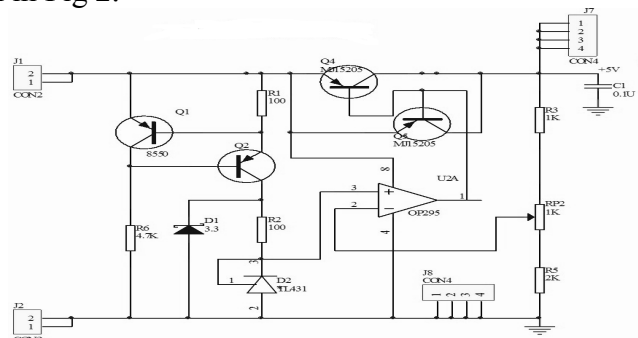 J7
1
2
3
4
CON4
J1
2
1
CON2
Q4
MJ15205
+5V
C1
0.1U
R1
100
R3
1K
Q1
8550
Q2
Q5
MJ15205
8
U2A
3
2
1
OP295
4
RP2
1K
R6
4.7K
D1
3.3
R2
100
3
1
D2
TL431
2
J8
CON4
1
2
3
4
R5
2K
J2
2
1